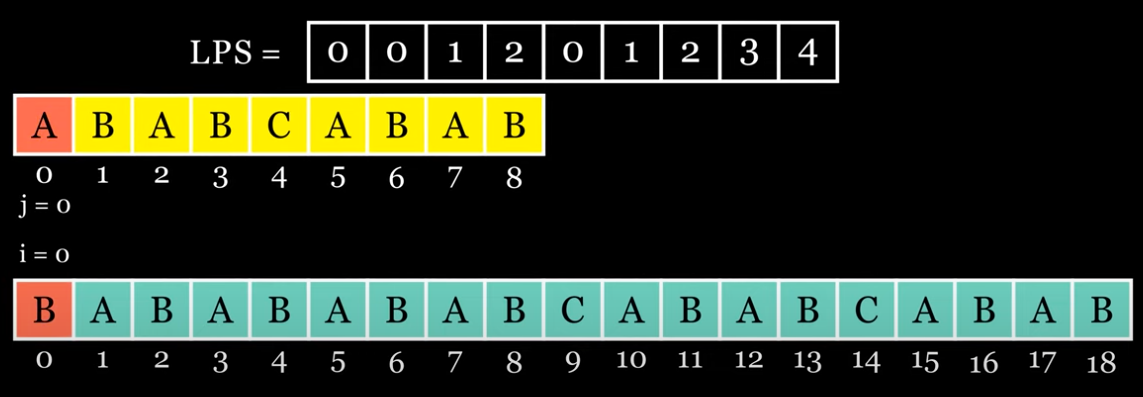 LPS = 0 0 1 2 0 1 2 3 4
A B A B C A B A B
0 1 2 3 4 5 6 7 8
j = 0
i = 0
B A B A B A B A B C A B A B C A B A B
0 1 2 3 4 5 6 7 8 9 10 11 12 13 14 15 16 17 18